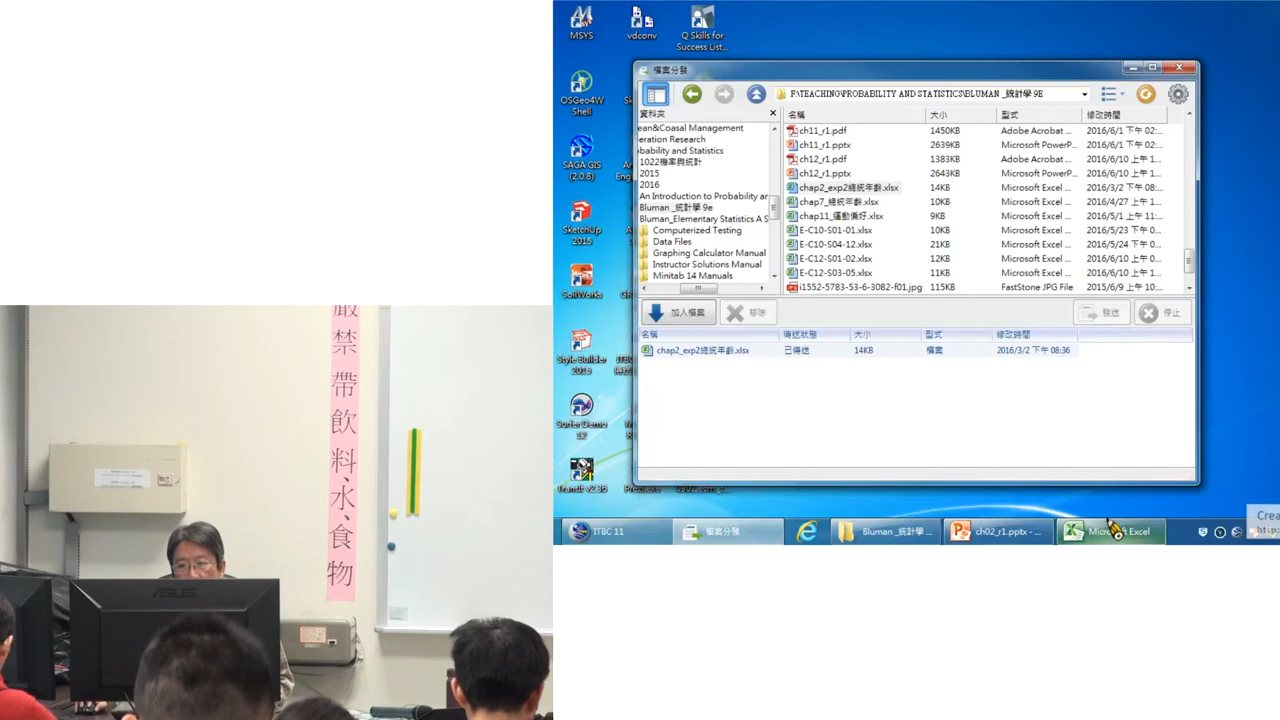 MSYS
vdconv
Q Skills for
Success List...
OSGeo4W
Shell
SAGA GIS
(2.0.8)
SketchUp
2015
SolidWorks
Style Builder
2015
Surfer Demo
12
Transit v2.36
檔案分發
F:\TEACHING\PROBABILITY AND STATISTICS\BLUMAN _統計學 9E
資料夾
ean&Coasal Management
eration Research
bability and Statistics
1022機率與統計
2015
2016
An Introduction to Probability ar
Bluman _統計學 9e
Bluman_Elementary Statistics A S
Computerized Testing
Data Files
Graphing Calculator Manual
Instructor Solutions Manual
Minitab 14 Manuals
名稱 大小 型式 修改時間
ch11_r1.pdf 1450KB Adobe Acrobat ... 2016/6/1 下午 02:...
ch11_r1.pptx 2639KB Microsoft PowerP... 2016/6/1 下午 02:...
ch12_r1.pdf 1383KB Adobe Acrobat ... 2016/6/10 上午 1...
ch12_r1.pptx 2643KB Microsoft PowerP... 2016/6/10 上午 1...
chap2_exp2總統年齡.xlsx 14KB Microsoft Excel ... 2016/3/2 下午 08:...
chap7_總統年齡.xlsx 10KB Microsoft Excel ... 2016/4/27 上午 1...
chap11_運動偏好.xlsx 9KB Microsoft Excel ... 2016/5/1 上午 11:...
E-C10-S01-01.xlsx 10KB Microsoft Excel ... 2016/5/23 下午 0...
E-C10-S04-12.xlsx 21KB Microsoft Excel ... 2016/5/24 下午 0...
E-C12-S01-02.xlsx 12KB Microsoft Excel ... 2016/6/10 上午 1...
E-C12-S03-05.xlsx 11KB Microsoft Excel ... 2016/6/10 上午 1...
i1552-5783-53-6-3082-f01.jpg 115KB FastStone JPG File 2015/6/9 上午 10:...
加入檔案 移除 發送 停止
名稱 傳送狀態 大小 型式 修改時間
chap2_exp2總統年齡.xlsx 已傳送 14KB 檔案 2016/3/2 下午 08:36
ITBC 11
檔案分發
Bluman _統計學 ...
ch02_r1.pptx - ...
Microsoft Excel
Crea
嚴禁帶飲料、水、食物
ASUS